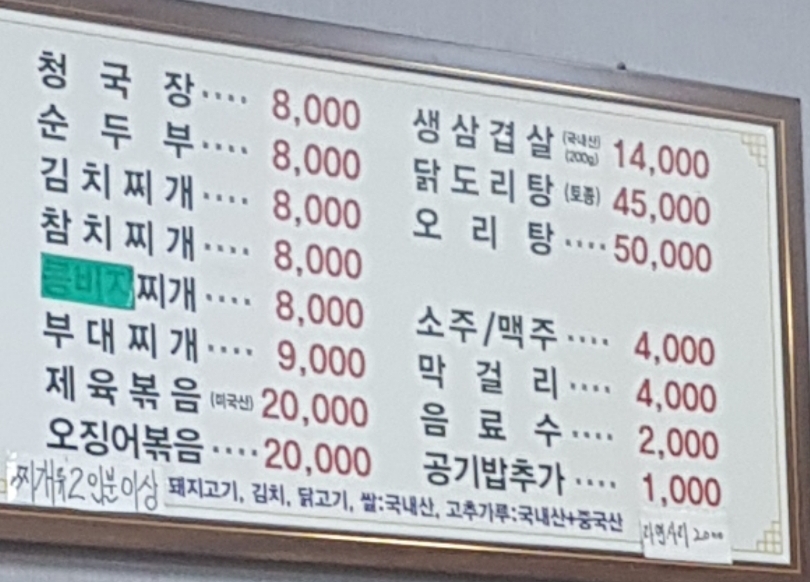 청국장 .... 8,000
순두부 .... 8,000
김치찌개 .... 8,000
참치찌개 .... 8,000
콩비지찌개 .... 8,000
부대찌개 .... 9,000
제육볶음 (미국산) 20,000
오징어볶음 .... 20,000
생삼겹살 (국내산) (200g) 14,000
닭도리탕 (토종) 45,000
오리탕 .... 50,000
소주/맥주 .... 4,000
막걸리 .... 4,000
음료수 .... 2,000
공기밥추가 .... 1,000
찌개류 2인분이상
돼지고기, 김치, 닭고기, 쌀:국내산, 고추가루:국내산+중국산
라면사리 2000